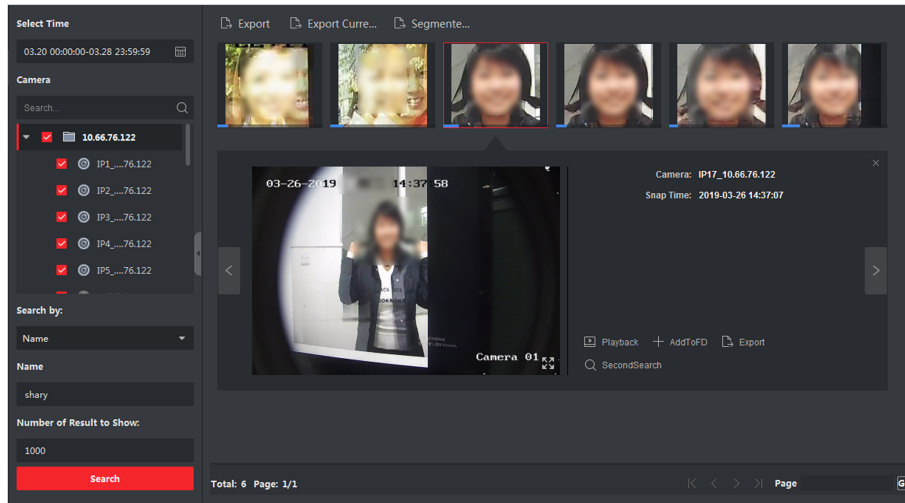 Select Time
03.20 00:00:00-03.28 23:59:59
Camera
Search...
10.66.76.122
IP1_....76.122
IP2_....76.122
IP3_....76.122
IP4_....76.122
IP5_....76.122
Search by:
Name
Name
shary
Number of Result to Show:
1000
Search
Export
Export Curre...
Segmente...
03-26-2019
14:37:58
Camera 01
Camera: IP17_10.66.76.122
Snap Time: 2019-03-26 14:37:07
Playback
AddToFD
Export
SecondSearch
Total: 6 Page: 1/1
Page
G